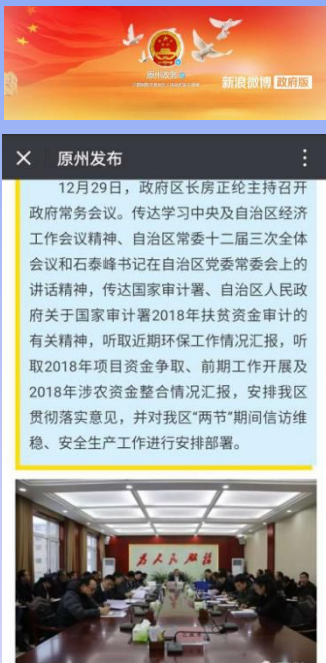 原州政务
新浪微博 政府版
原州发布
12月29日，政府区长房正纶主持召开
政府常务会议。传达学习中央及自治区经济
工作会议精神、自治区常委十二届三次全体
会议和石泰峰书记在自治区党委常委会上的
讲话精神，传达国家审计署、自治区人民政
府关于国家审计署2018年扶贫资金审计的
有关精神，听取近期环保工作情况汇报，听
取2018年项目资金争取、前期工作开展及
2018年涉农资金整合情况汇报，安排我区
贯彻落实意见，并对我区“两节”期间信访维
稳、安全生产工作进行安排部署。
为人民服务